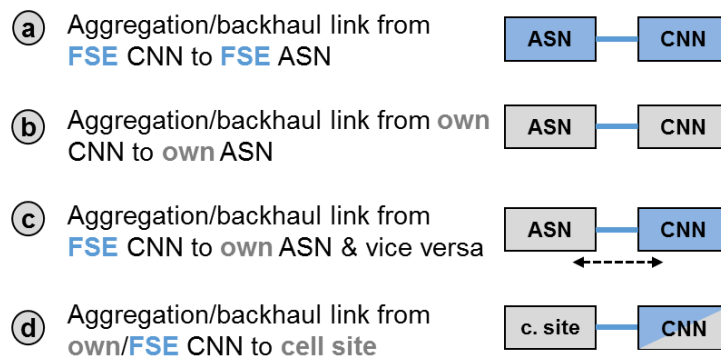 a
Aggregation/backhaul link from
FSE CNN to FSE ASN
ASN
CNN
b
Aggregation/backhaul link from own
CNN to own ASN
ASN
CNN
c
Aggregation/backhaul link from
FSE CNN to own ASN & vice versa
ASN
CNN
d
Aggregation/backhaul link from
own/FSE CNN to cell site
c. site
CNN